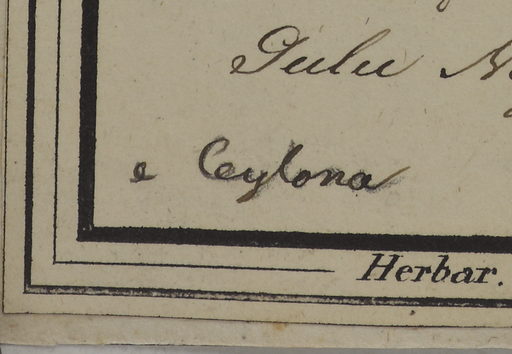 Dulu
e Ceylona
Herbar.